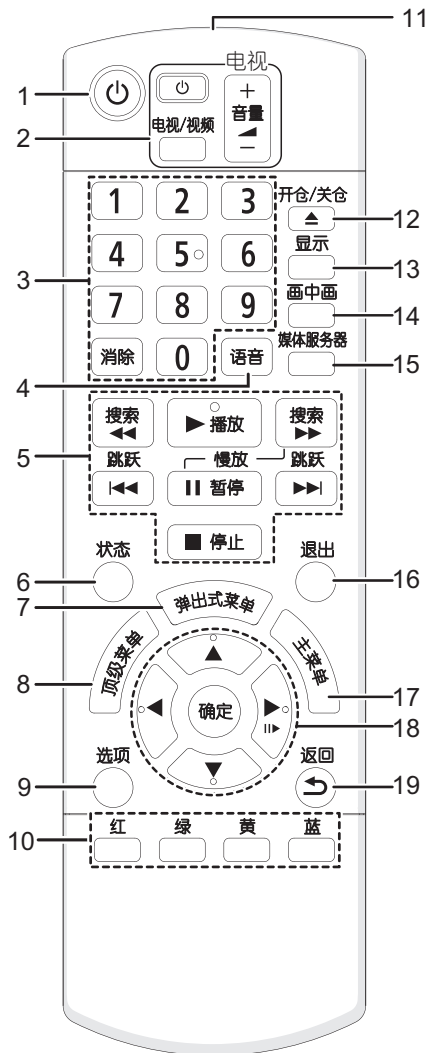 11
电视
1
+
音量
−
2
电视/视频
1 2 3
开仓/关仓
12
4 5 6
显示
13
3
画中画
14
7 8 9
媒体服务器
15
消除 0 语音
4
搜索 播放 搜索
5
跳跃 慢放 跳跃
暂停
停止
状态 退出
6
16
7
弹出式菜单
8
顶级菜单
主菜单
17
确定
18
选项 返回
9
19
10
红 绿 黄 蓝